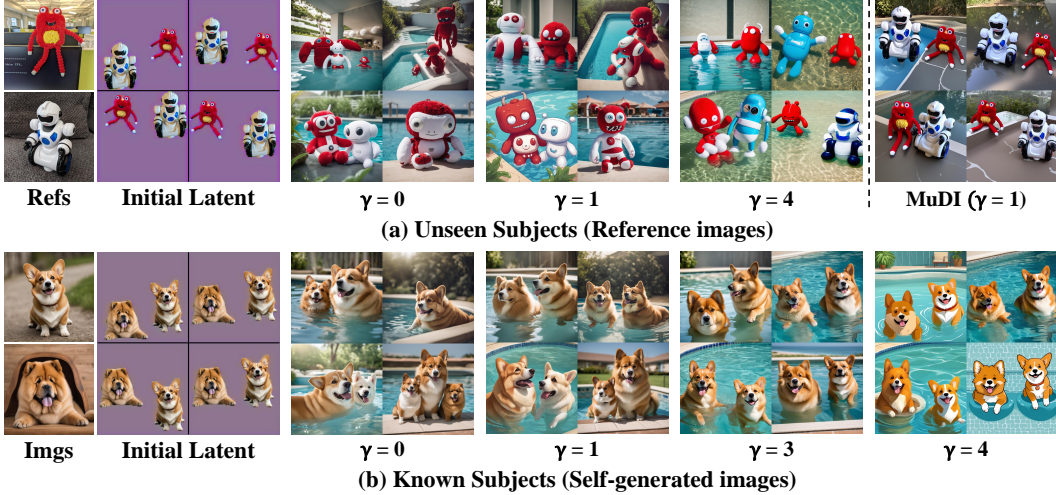 Refs
Initial Latent
γ = 0
γ = 1
γ = 4
MuDI (γ = 1)
(a) Unseen Subjects (Reference images)
Imgs
Initial Latent
γ = 0
γ = 1
γ = 3
γ = 4
(b) Known Subjects (Self-generated images)